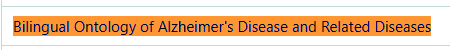 Bilingual Ontology of Alzheimer's Disease and Related Diseases